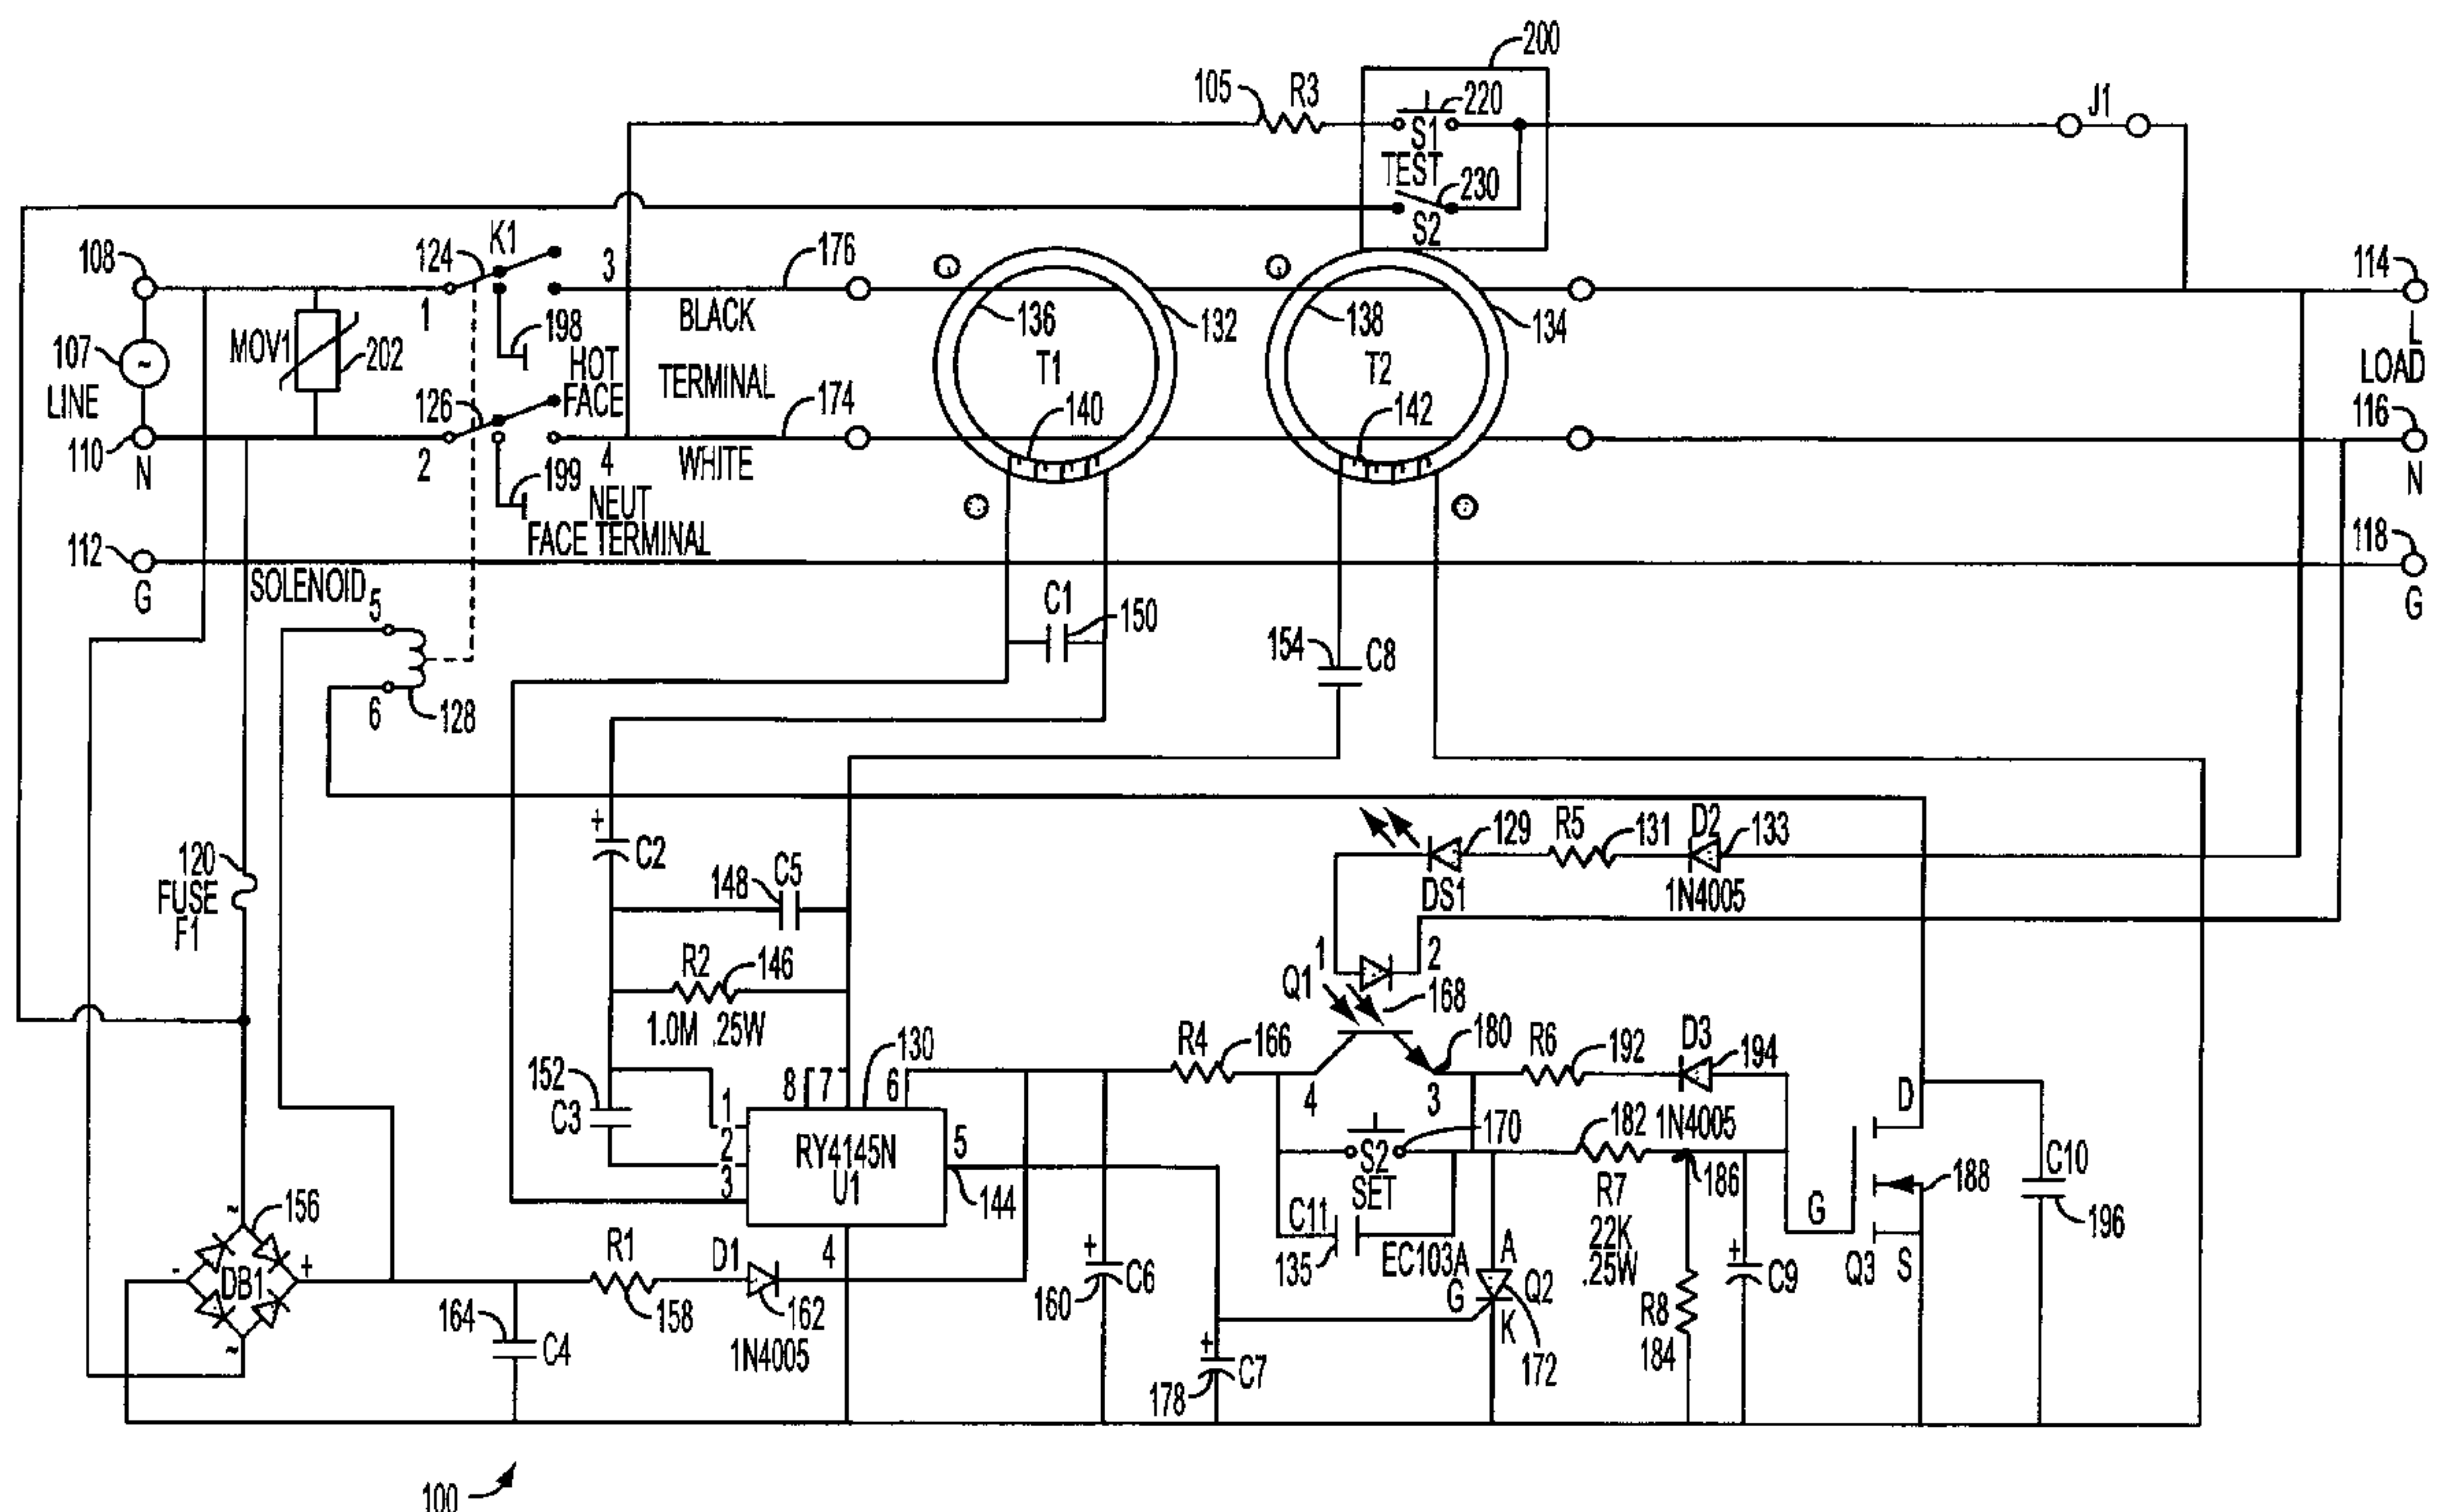 200
105
R3
220
S1
TEST
J1
230
S2
108
124
K1
3
176
114
1
BLACK
198
HOT
FACE
136
132
138
134
L
LOAD
107
LINE
~
MOV1
202
T1
T2
TERMINAL
126
174
140
142
116
110
N
2
4
WHITE
199
NEUT
FACE TERMINAL
N
112
G
118
G
SOLENOID
5
C1
150
154
C8
6
128
+
C2
129
R5
131
D2
133
120
FUSE
F1
148
C5
DS1
1N4005
R2
146
1.0M .25W
1
2
Q1
168
130
R4
166
180
R6
192
D3
194
152
C3
8
7
6
1
2
3
RY4145N
U1
5
144
4
3
D
S2
SET
170
182
1N4005
186
R7
22K
.25W
G
188
C10
196
~
156
DB1
-
+
~
R1
158
D1
162
1N4005
4
+
160
C6
C11
135
EC103A
A
G
Q2
K
172
R8
184
+
C9
Q3
S
164
C4
+
178
C7
100